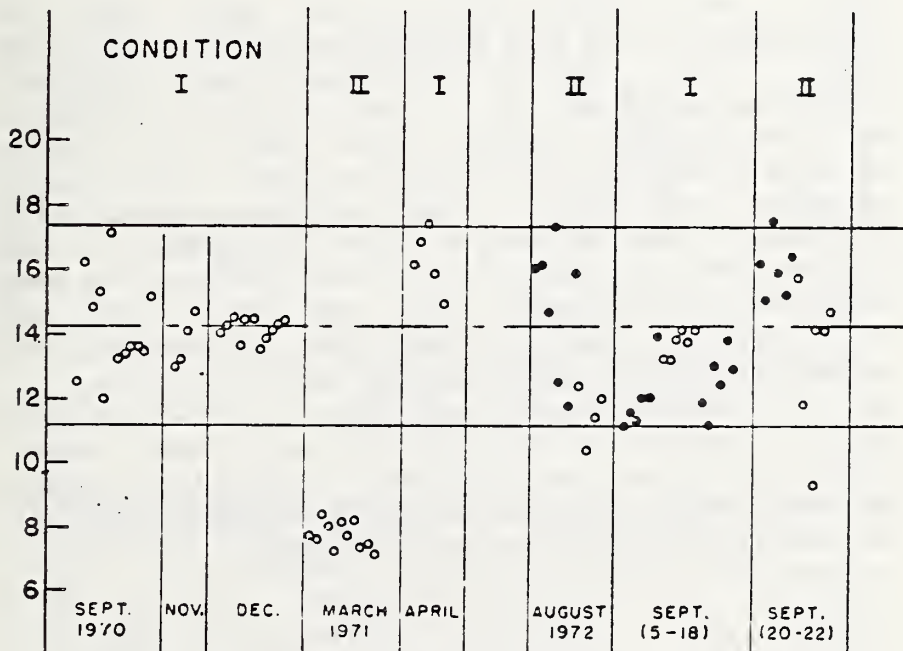 CONDITION
I II I II I II
20
18
16
14
12
10
8
6
SEPT. NOV. DEC. MARCH APRIL AUGUST SEPT. SEPT.
1970 1971 1972 (5-18) (20-22)